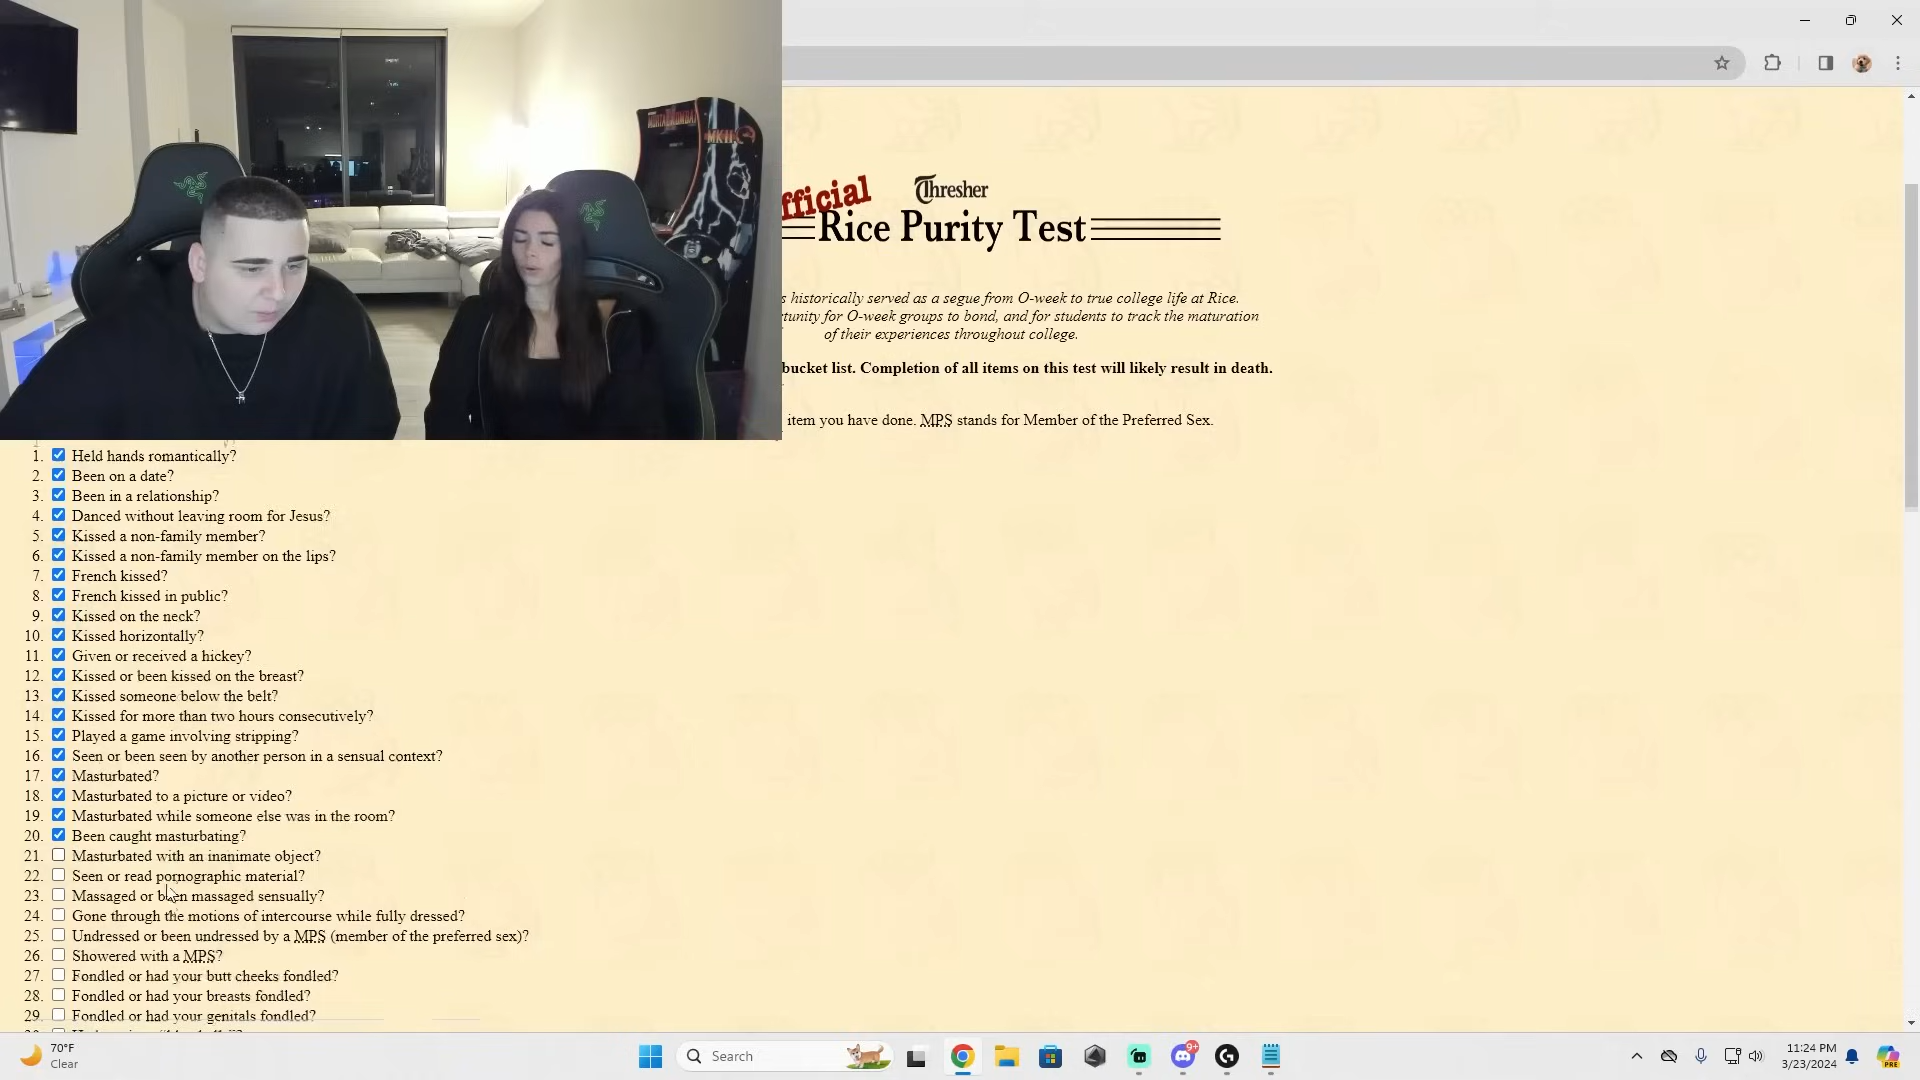 MORTAL KOMBAT
MKII
fficial
Thresher
Rice Purity Test
s historically served as a segue from O-week to true college life at Rice.
tunity for O-week groups to bond, and for students to track the maturation
of their experiences throughout college.
bucket list. Completion of all items on this test will likely result in death.
item you have done. MPS stands for Member of the Preferred Sex.
1. Held hands romantically?
2. Been on a date?
3. Been in a relationship?
4. Danced without leaving room for Jesus?
5. Kissed a non-family member?
6. Kissed a non-family member on the lips?
7. French kissed?
8. French kissed in public?
9. Kissed on the neck?
10. Kissed horizontally?
11. Given or received a hickey?
12. Kissed or been kissed on the breast?
13. Kissed someone below the belt?
14. Kissed for more than two hours consecutively?
15. Played a game involving stripping?
16. Seen or been seen by another person in a sensual context?
17. Masturbated?
18. Masturbated to a picture or video?
19. Masturbated while someone else was in the room?
20. Been caught masturbating?
21. Masturbated with an inanimate object?
22. Seen or read pornographic material?
23. Massaged or been massaged sensually?
24. Gone through the motions of intercourse while fully dressed?
25. Undressed or been undressed by a MPS (member of the preferred sex)?
26. Showered with a MPS?
27. Fondled or had your butt cheeks fondled?
28. Fondled or had your breasts fondled?
29. Fondled or had your genitals fondled?
70°F
Clear
Search
9+
11:24 PM
3/23/2024
PRE